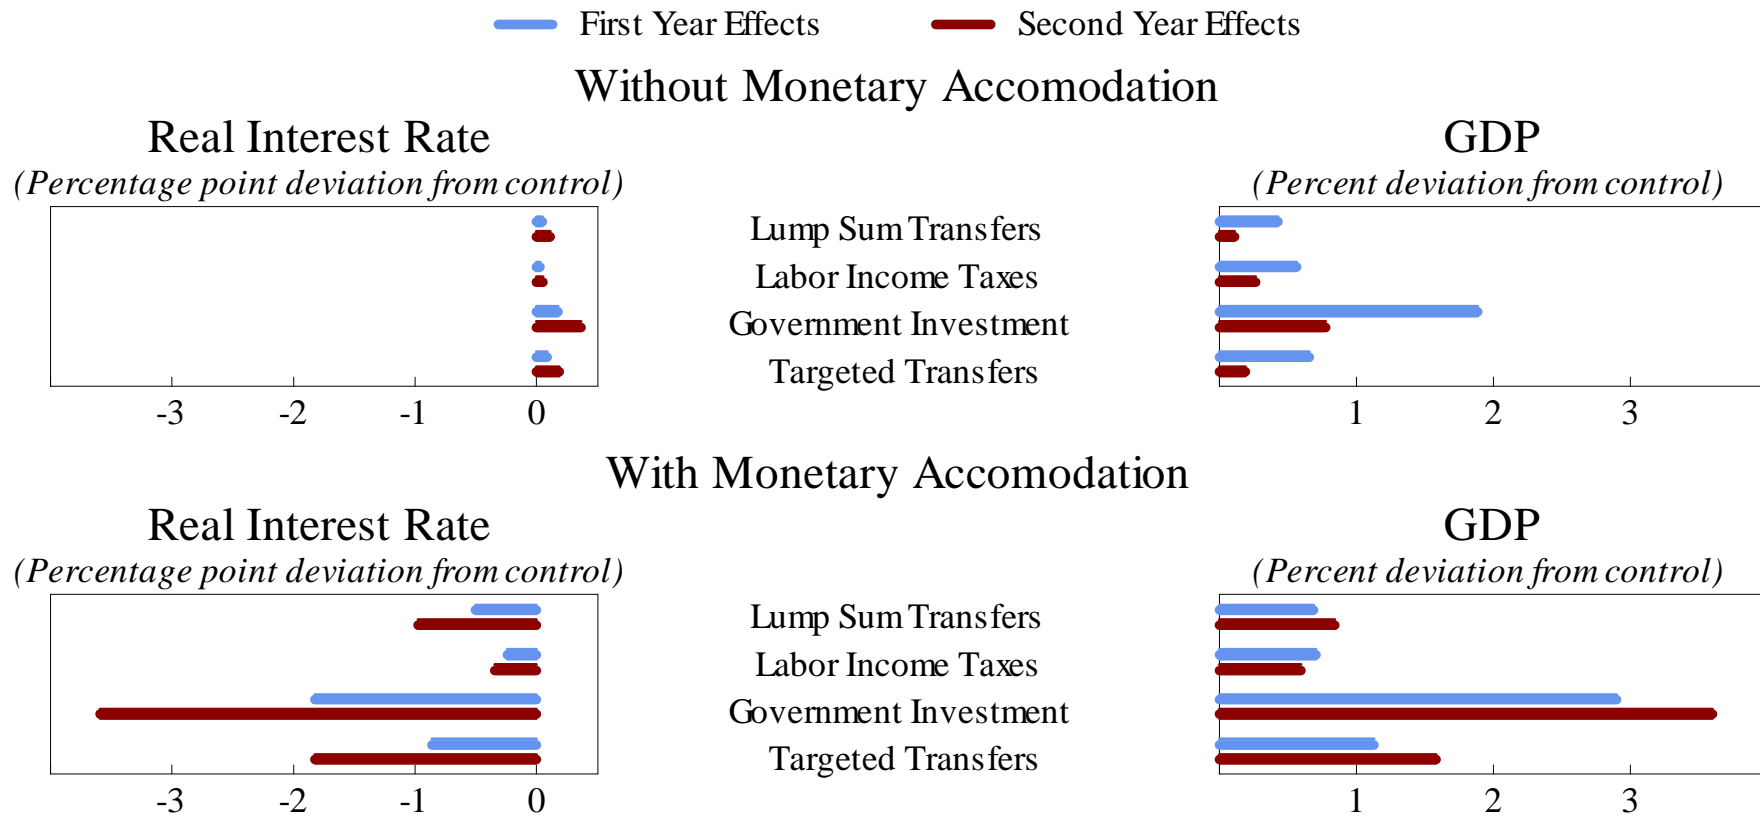 First Year Effects Second Year Effects
Without Monetary Accomodation
Real Interest Rate GDP
(Percentage point deviation from control) (Percent deviation from control)
Lump Sum Transfers
Labor Income Taxes
Government Investment
Targeted Transfers
-3 -2 -1 0 1 2 3
With Monetary Accomodation
Real Interest Rate GDP
(Percentage point deviation from control) (Percent deviation from control)
Lump Sum Transfers
Labor Income Taxes
Government Investment
Targeted Transfers
-3 -2 -1 0 1 2 3